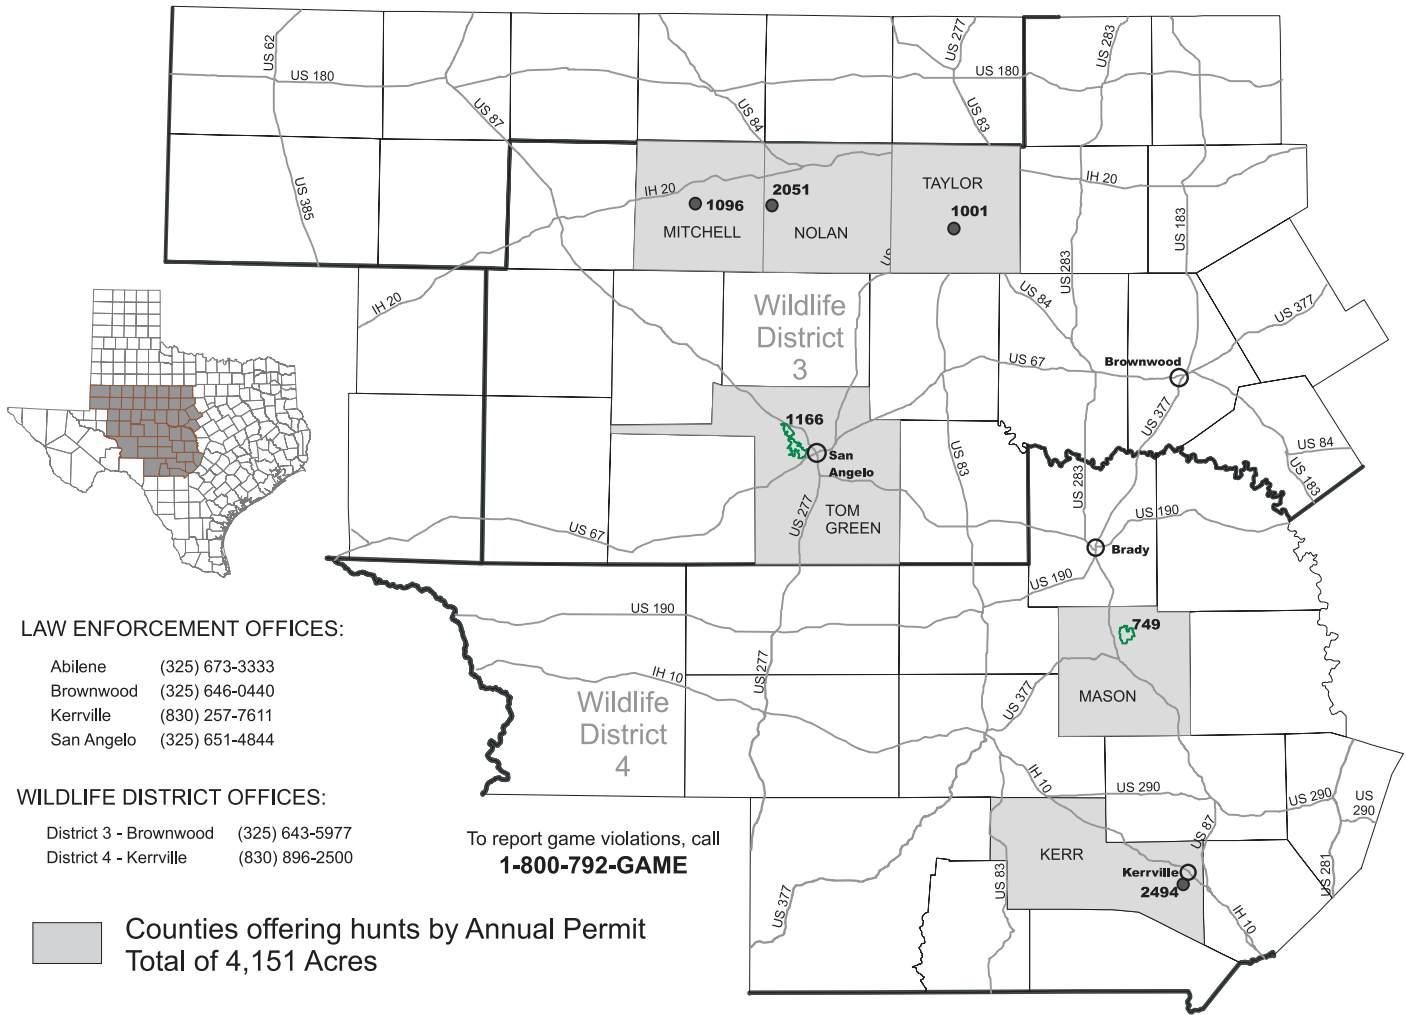 US 62
US 180
US 87
US 385
US 84
US 277
US 180
US 83
US 283
IH 20
1096
MITCHELL
2051
NOLAN
TAYLOR
1001
IH 20
US 183
US
US 283
IH 20
Wildlife
District
3
US 84
US 377
US 67
Brownwood
US 377
1166
San
Angelo
US 277
TOM
GREEN
US 83
US 283
US 84
US 183
US 67
US 190
Brady
US 190
US 190
749
MASON
IH 10
US 277
US 377
Wildlife
District
4
IH 10
US 290
US 87
US 290
US
290
US 281
KERR
Kerrville
2494
US 83
US 377
IH 10
LAW ENFORCEMENT OFFICES:
Abilene (325) 673-3333
Brownwood (325) 646-0440
Kerrville (830) 257-7611
San Angelo (325) 651-4844
WILDLIFE DISTRICT OFFICES:
District 3 - Brownwood (325) 643-5977
District 4 - Kerrville (830) 896-2500
To report game violations, call
1-800-792-GAME
Counties offering hunts by Annual Permit
Total of 4,151 Acres